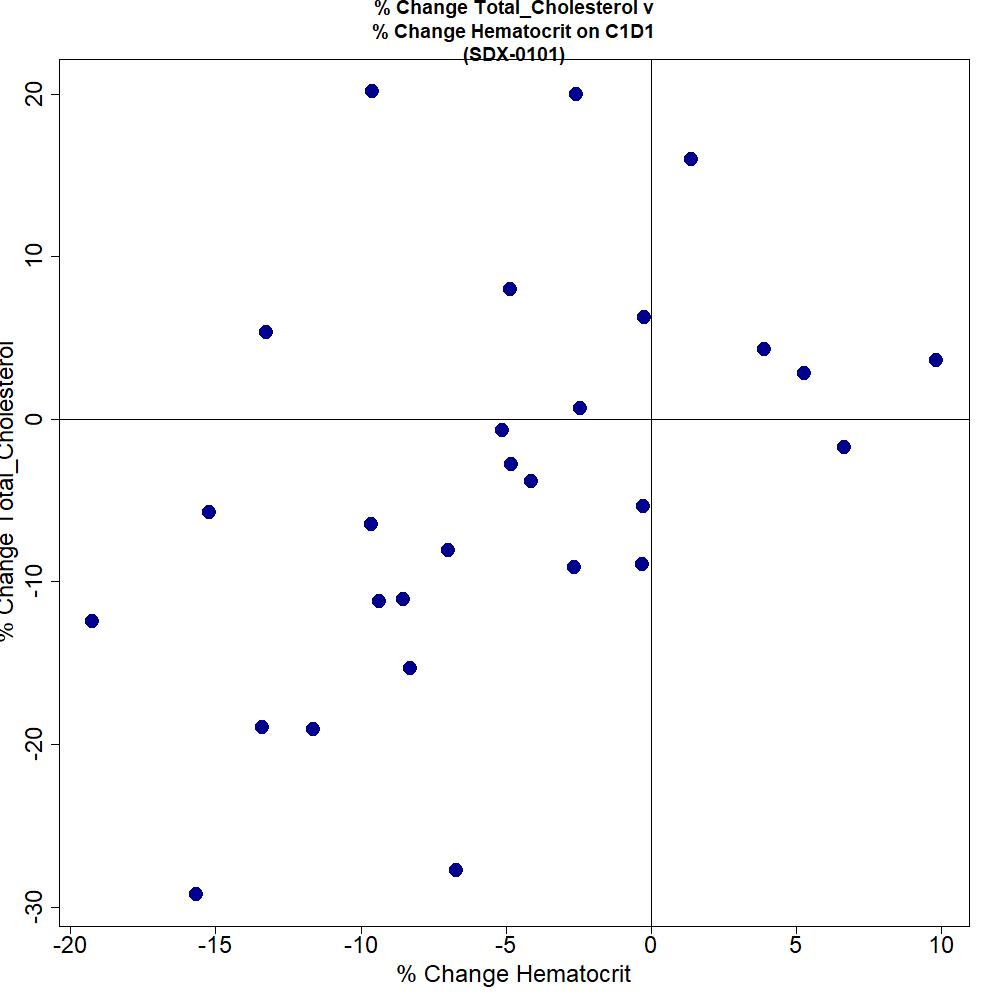 % Change Total_Cholesterol v
% Change Hematocrit on C1D1
(SDX-0101)
% Change Total_Cholesterol
20
10
0
-10
-20
-30
-20
-15
-10
-5
0
5
10
% Change Hematocrit